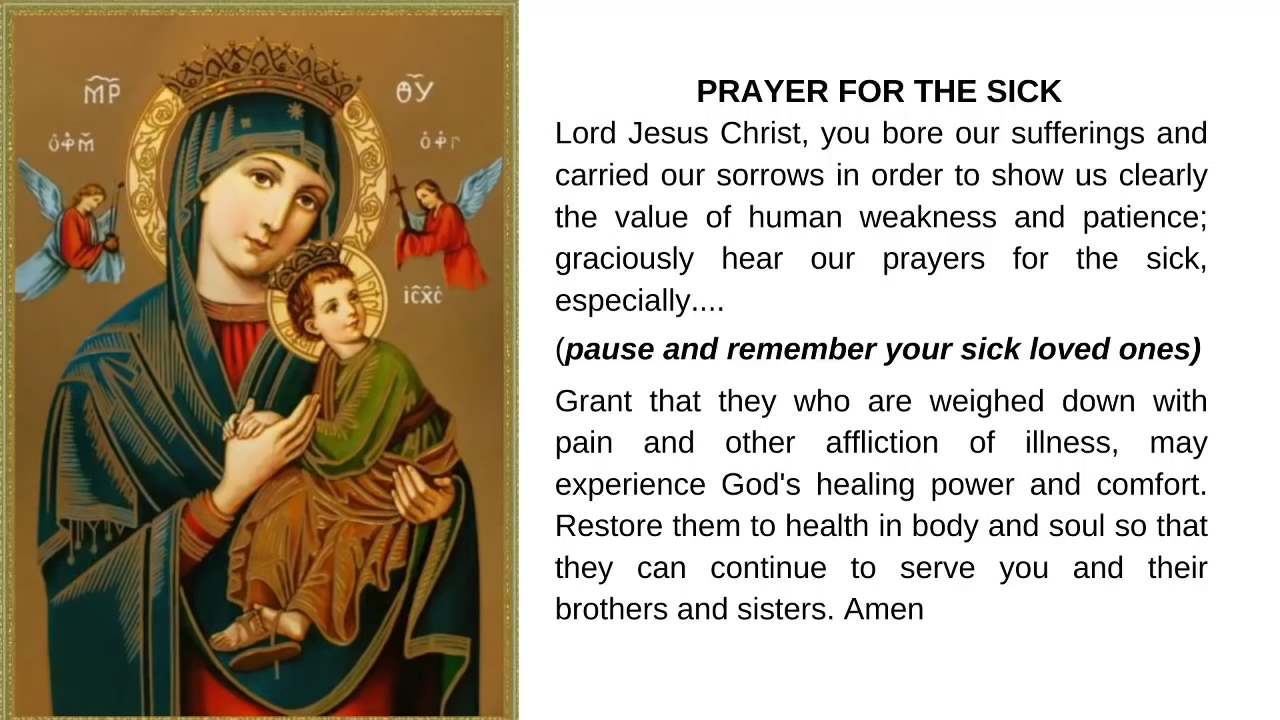 ΜΡ ΘΥ
ὁἀμ ὁἀγ
ἰc̑xc̑
PRAYER FOR THE SICK
Lord Jesus Christ, you bore our sufferings and
carried our sorrows in order to show us clearly
the value of human weakness and patience;
graciously hear our prayers for the sick,
especially....
(pause and remember your sick loved ones)
Grant that they who are weighed down with
pain and other affliction of illness, may
experience God's healing power and comfort.
Restore them to health in body and soul so that
they can continue to serve you and their
brothers and sisters. Amen